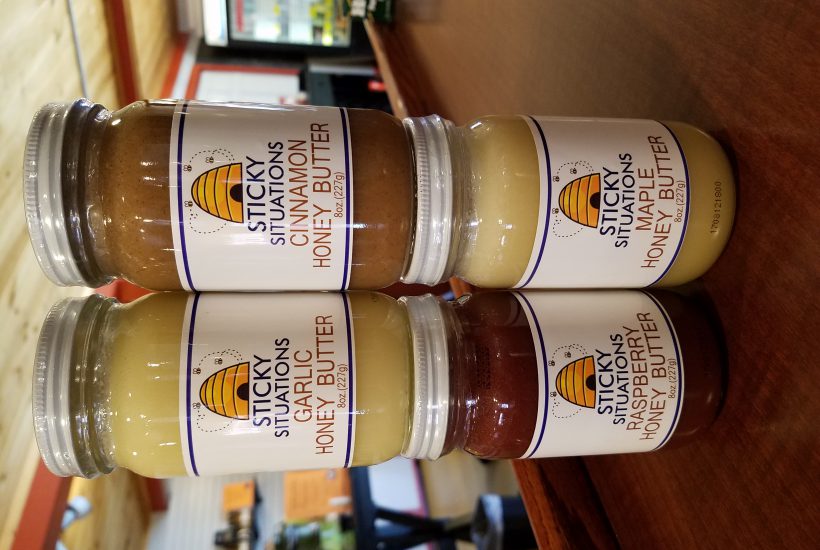 STICKY
SITUATIONS
GARLIC
HONEY BUTTER
8oz.(227g)
STICKY
SITUATIONS
CINNAMON
HONEY BUTTER
8oz.(227g)
STICKY
SITUATIONS
RASPBERRY
HONEY BUTTER
8oz.(227g)
STICKY
SITUATIONS
MAPLE
HONEY BUTTER
8oz.(227g)
1703121800